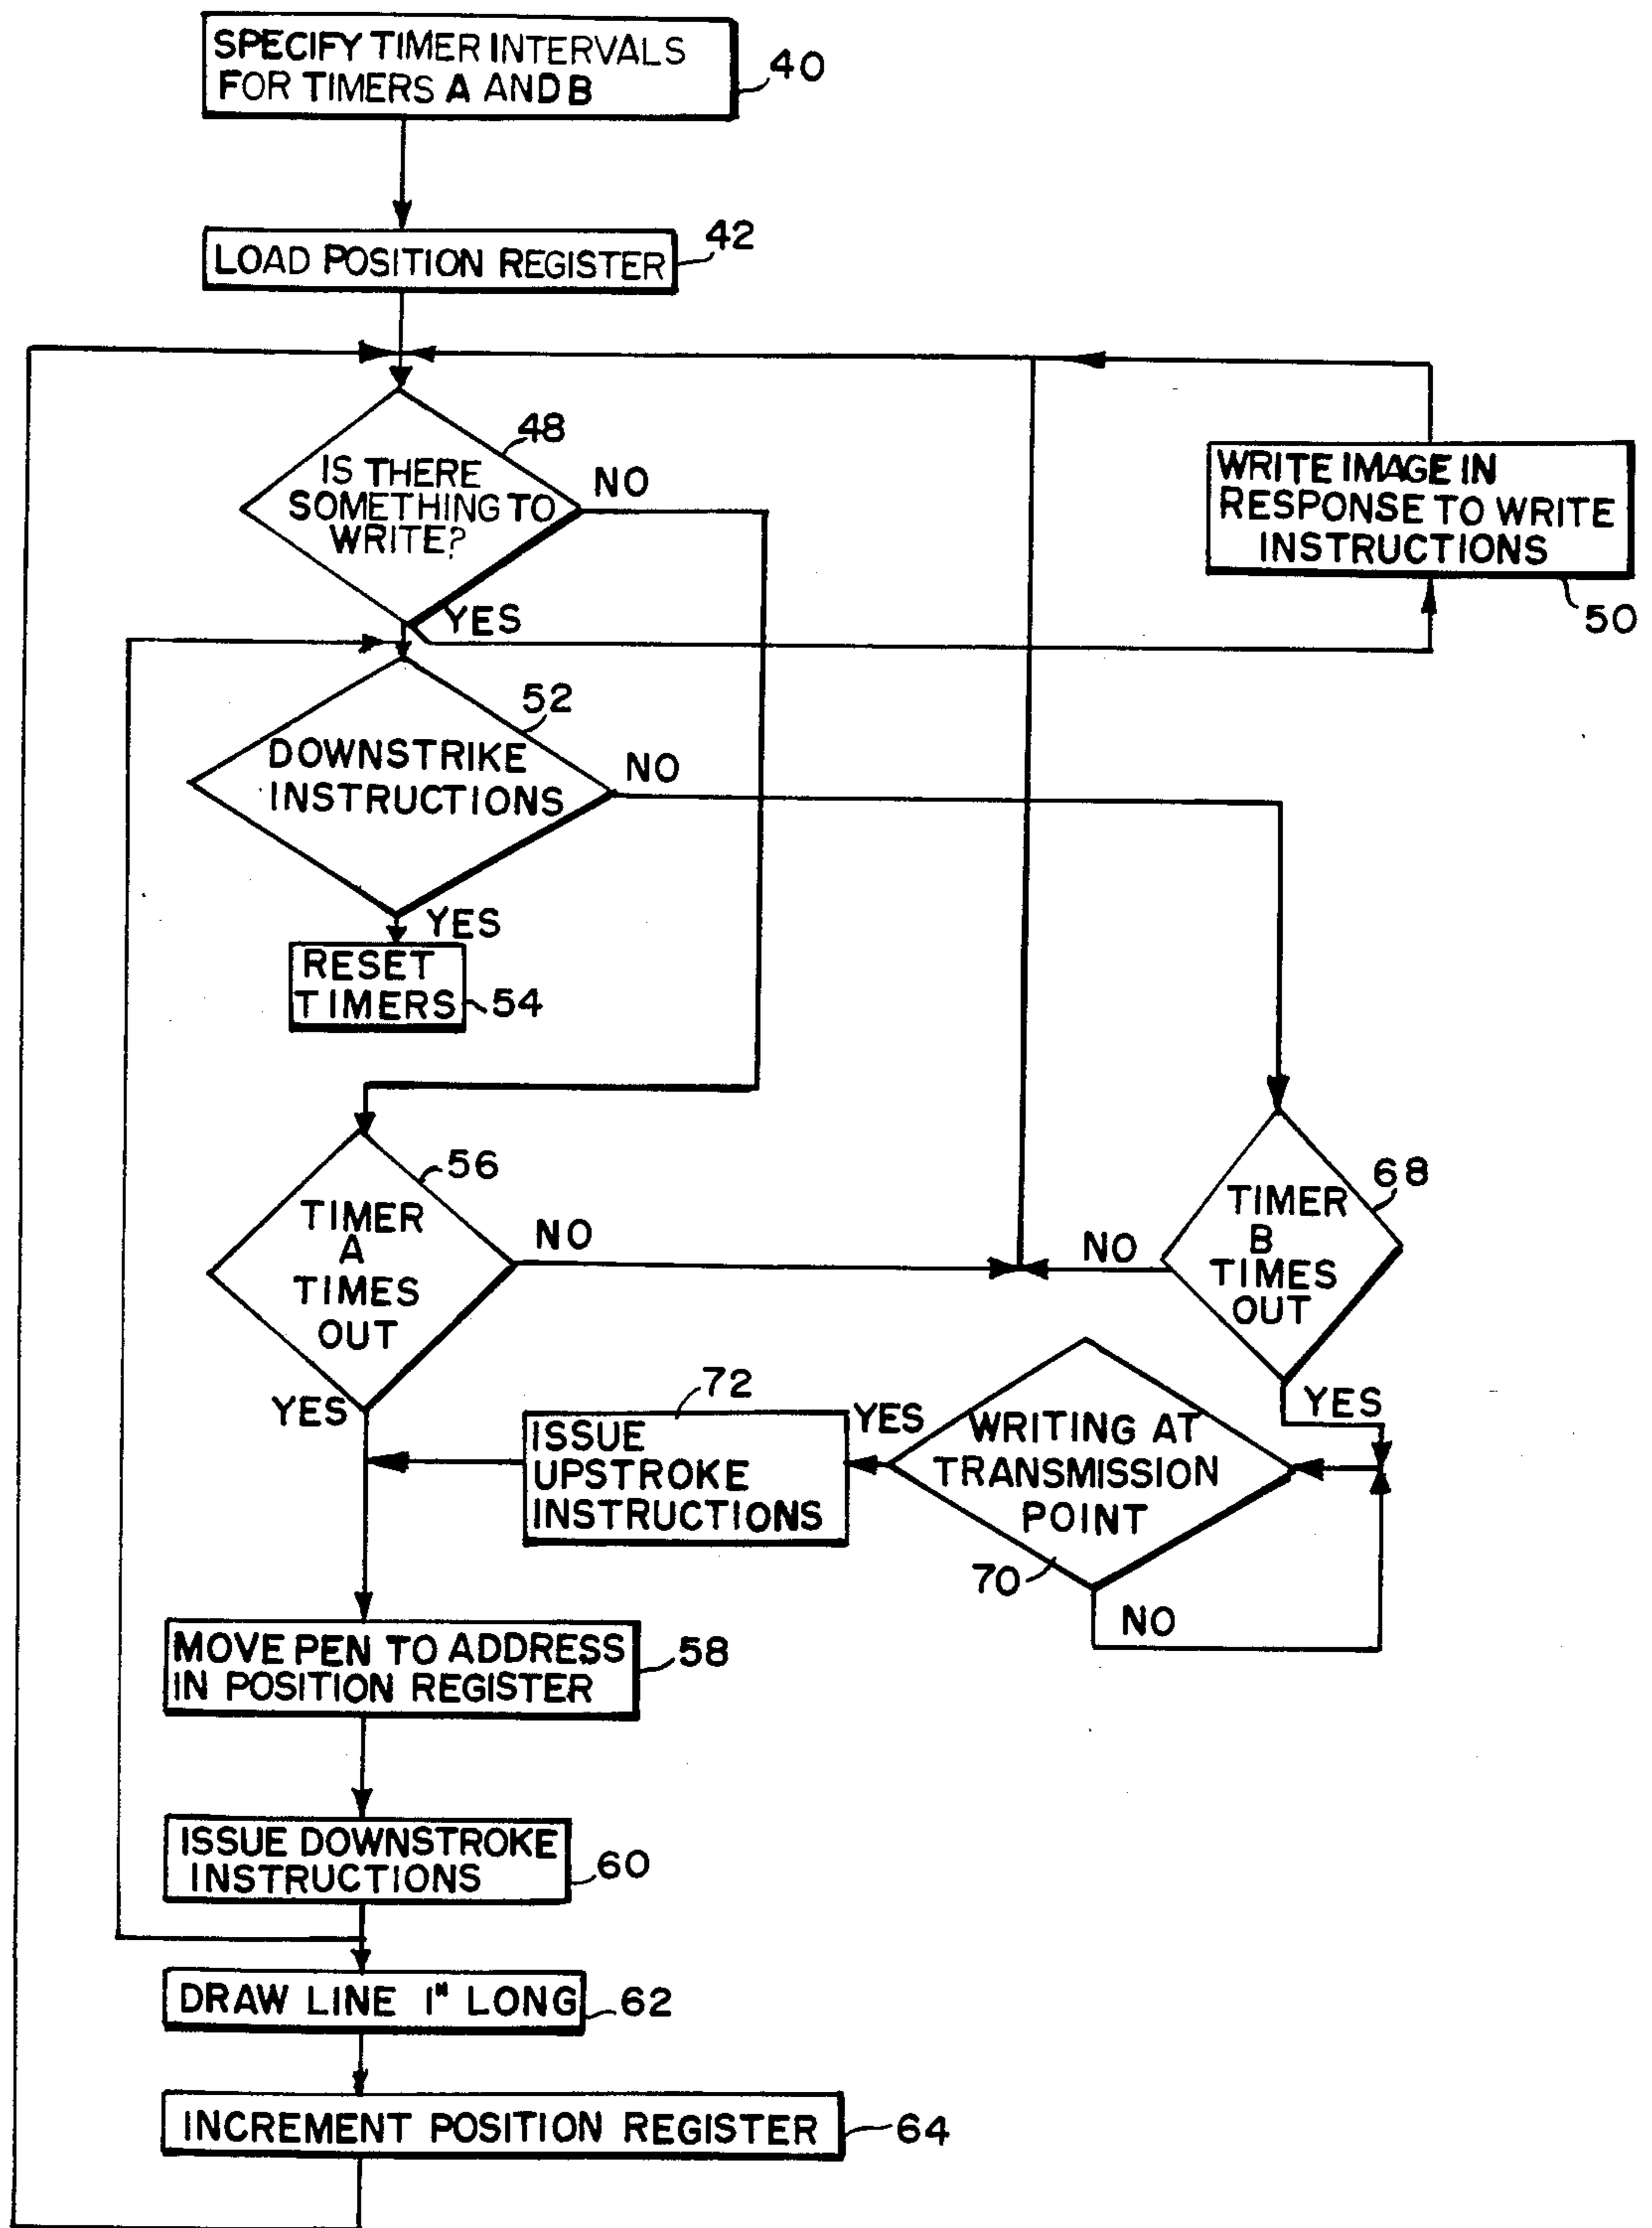 SPECIFY TIMER INTERVALS
FOR TIMERS A AND B
40
LOAD POSITION REGISTER
42
48
IS THERE
SOMETHING TO
WRITE?
NO
YES
WRITE IMAGE IN
RESPONSE TO WRITE
INSTRUCTIONS
50
52
DOWNSTRIKE
INSTRUCTIONS
NO
YES
RESET
TIMERS
54
56
TIMER
A
TIMES
OUT
NO
YES
68
TIMER
B
TIMES
OUT
NO
YES
72
ISSUE
UPSTROKE
INSTRUCTIONS
YES
WRITING AT
TRANSMISSION
POINT
70
NO
MOVE PEN TO ADDRESS
IN POSITION REGISTER
58
ISSUE DOWNSTROKE
INSTRUCTIONS
60
DRAW LINE 1" LONG
62
INCREMENT POSITION REGISTER
64